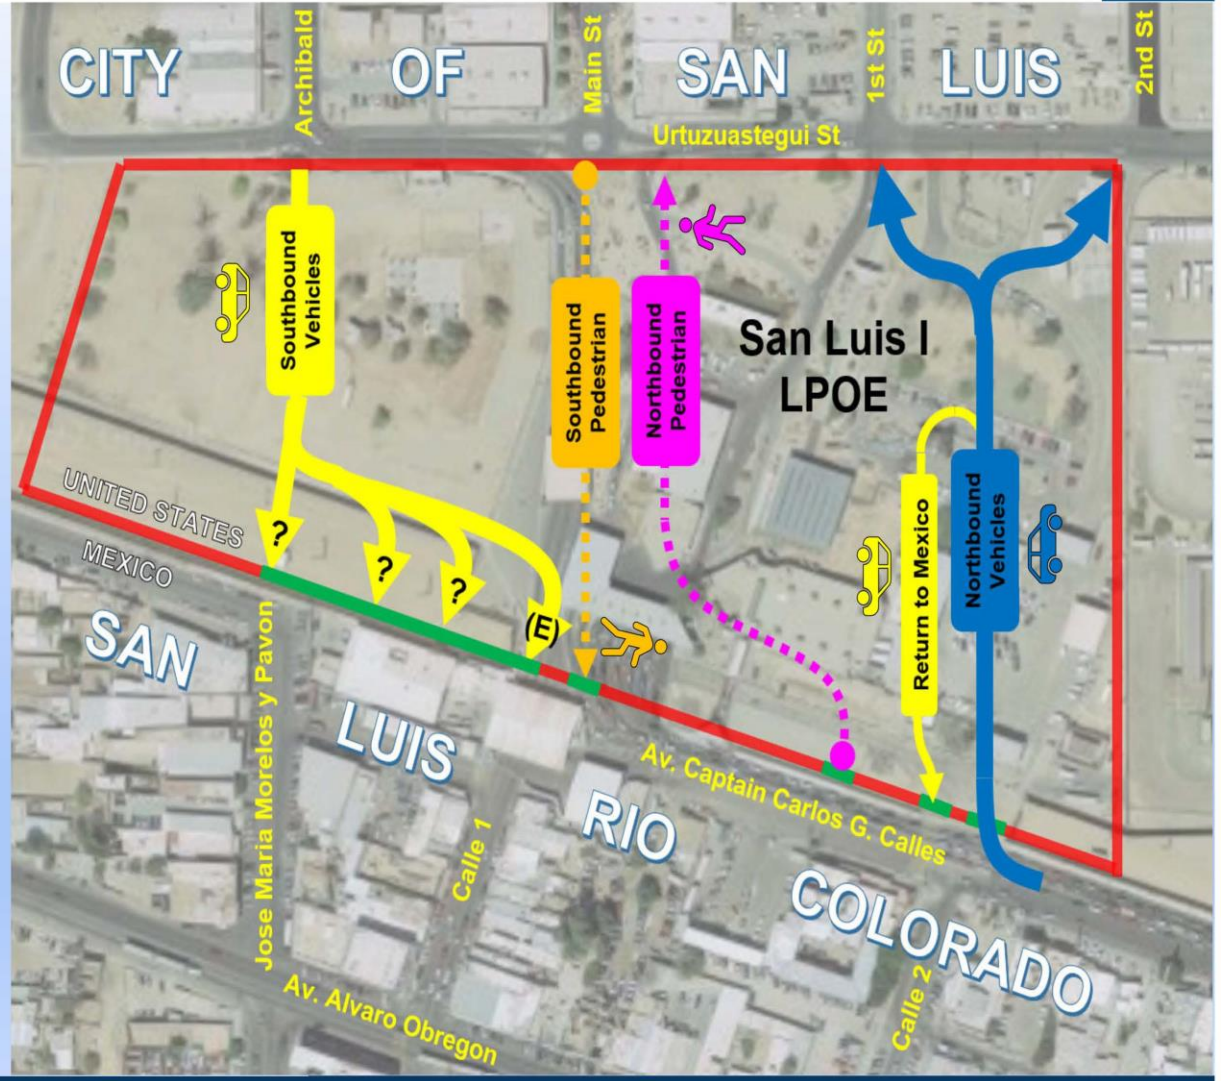 CITY OF SAN LUIS
Archibald
Main St
1st St
2nd St
Urtuzuastegui St
Southbound
Vehicles
Southbound
Pedestrian
Northbound
Pedestrian
San Luis I
LPOE
Return to Mexico
Northbound
Vehicles
UNITED STATES
MEXICO
?
?
?
(E)
SAN LUIS RIO COLORADO
Jose Maria Morelos y Pavon
Calle 1
Av. Captain Carlos G. Calles
Calle 2
Av. Alvaro Obregon